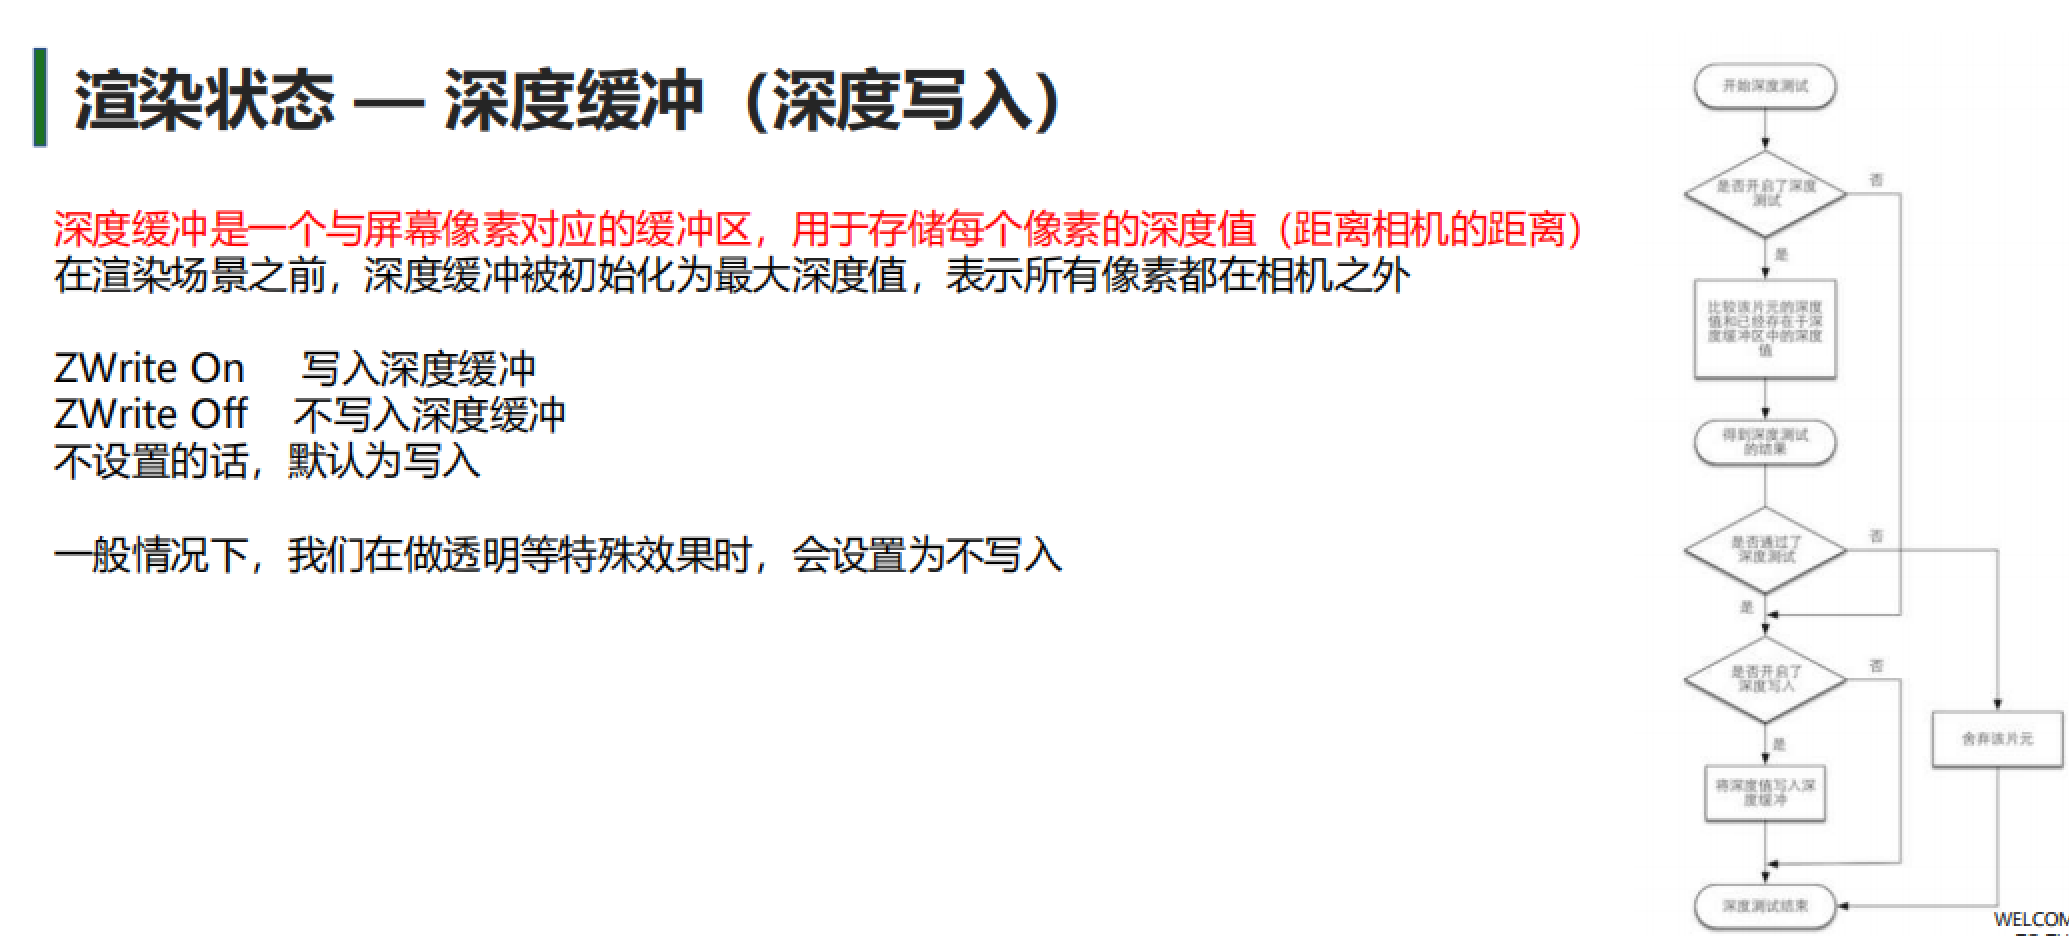 渲染状态 — 深度缓冲（深度写入）
深度缓冲是一个与屏幕像素对应的缓冲区，用于存储每个像素的深度值（距离相机的距离）
在渲染场景之前，深度缓冲被初始化为最大深度值，表示所有像素都在相机之外
ZWrite On 写入深度缓冲
ZWrite Off 不写入深度缓冲
不设置的话，默认为写入
一般情况下，我们在做透明等特殊效果时，会设置为不写入
开始深度测试
是否开启了深度
测试
否
是
比较该片元的深度
值和已经存在于深
度缓冲区中的深度
值
得到深度测试
的结果
是否通过了
深度测试
否
是
是否开启了
深度写入
否
是
舍弃该片元
将深度值写入深
度缓冲
深度测试结束
WELCOM